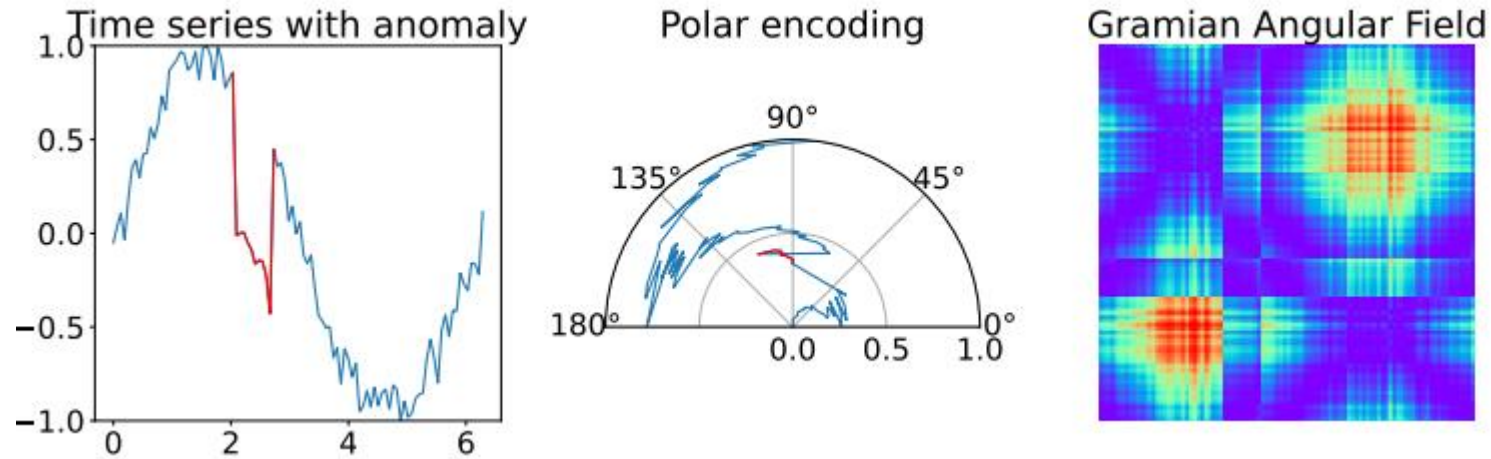 Time series with anomaly
1.0
0.5
0.0
−0.5
−1.0
0 2 4 6
Polar encoding
90°
135° 45°
180° 0°
0.0 0.5 1.0
Gramian Angular Field